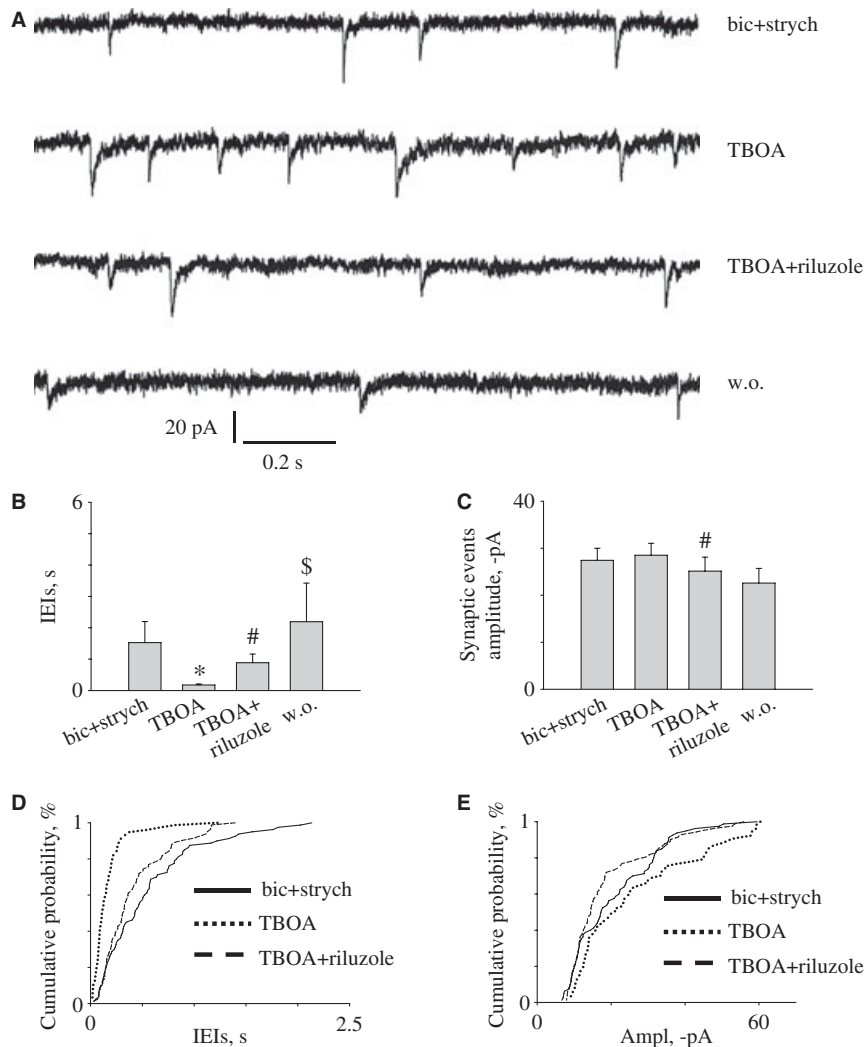 A
bic+strych
TBOA
TBOA+riluzole
w.o.
20 pA
0.2 s
B
6
IEIs, s
0
*
#
$
bic+strych
TBOA
TBOA+
riluzole
w.o.
C
40
Synaptic events
amplitude, -pA
0
#
bic+strych
TBOA
TBOA+
riluzole
w.o.
D
1
Cumulative probability, %
0
bic+strych
TBOA
TBOA+riluzole
0
2.5
IEIs, s
E
1
Cumulative probability, %
0
bic+strych
TBOA
TBOA+riluzole
0
60
Ampl, -pA